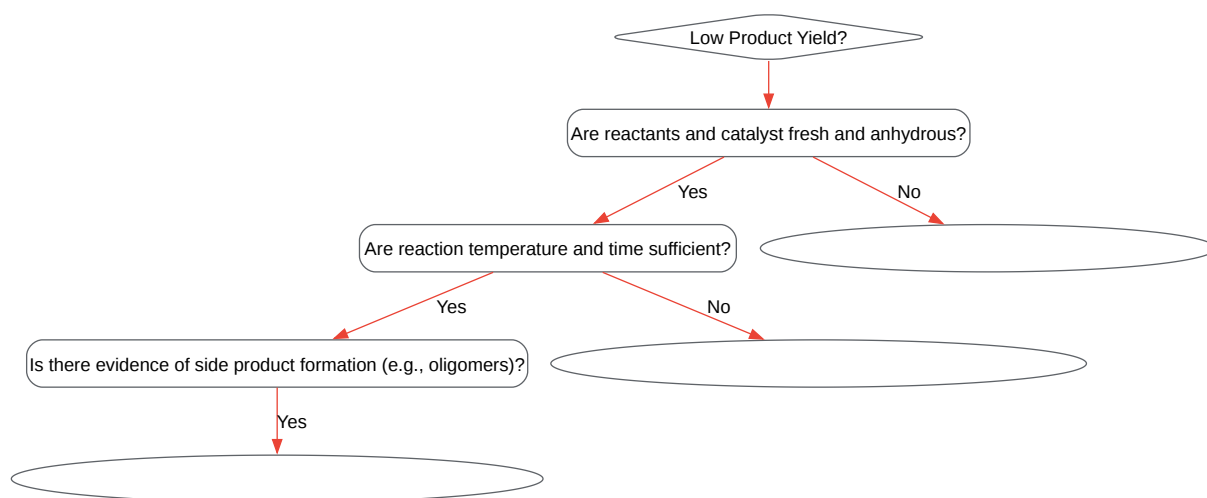 Low Product Yield?
Are reactants and catalyst fresh and anhydrous?
Yes
No
Are reaction temperature and time sufficient?
Yes
No
Is there evidence of side product formation (e.g., oligomers)?
Yes